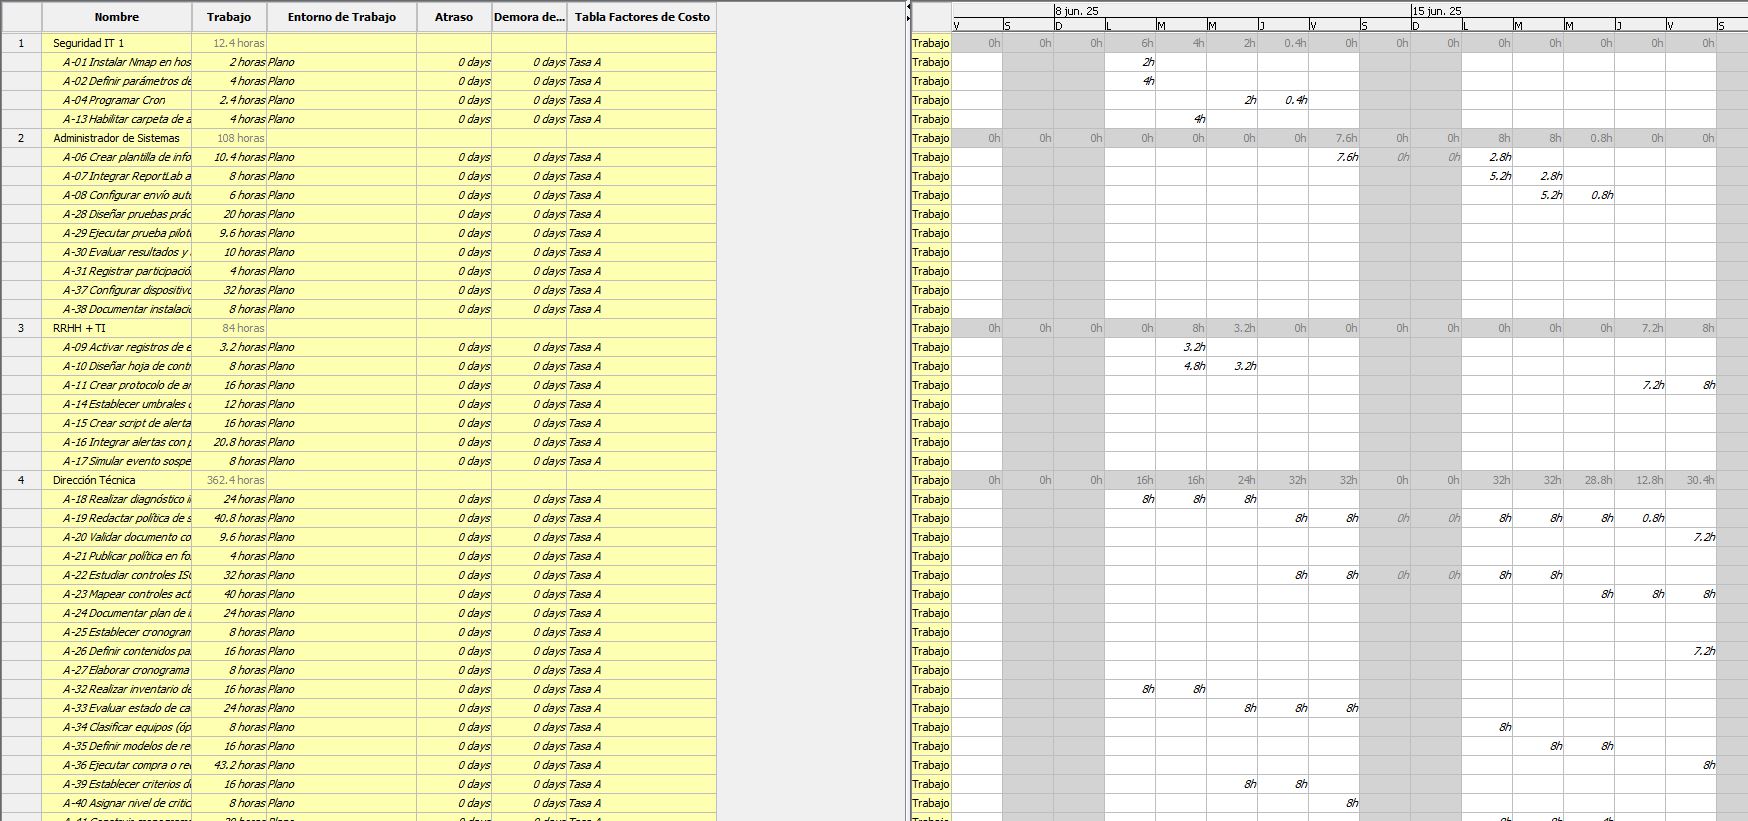 8 jun. 25 15 jun. 25
Nombre Trabajo Entorno de Trabajo Atraso Demora de... Tabla Factores de Costo V S D L M M J V S D L M M J V S
1 Seguridad IT 1 12.4 horas Trabajo 0h 0h 0h 6h 4h 2h 0.4h 0h 0h 0h 0h 0h 0h 0h 0h
A-01 Instalar Nmap en hos 2 horas Plano 0 days 0 days Tasa A Trabajo 2h
A-02 Definir parámetros de 4 horas Plano 0 days 0 days Tasa A Trabajo 4h
A-04 Programar Cron 2.4 horas Plano 0 days 0 days Tasa A Trabajo 2h 0.4h
A-13 Habilitar carpeta de a 4 horas Plano 0 days 0 days Tasa A Trabajo 4h
2 Administrador de Sistemas 108 horas Trabajo 0h 0h 0h 0h 0h 0h 0h 7.6h 0h 0h 8h 8h 0.8h 0h 0h
A-06 Crear plantilla de info 10.4 horas Plano 0 days 0 days Tasa A Trabajo 7.6h 0h 0h 2.8h
A-07 Integrar ReportLab a 8 horas Plano 0 days 0 days Tasa A Trabajo 5.2h 2.8h
A-08 Configurar envío auto 6 horas Plano 0 days 0 days Tasa A Trabajo 5.2h 0.8h
A-28 Diseñar pruebas prác 20 horas Plano 0 days 0 days Tasa A Trabajo
A-29 Ejecutar prueba pilot 9.6 horas Plano 0 days 0 days Tasa A Trabajo
A-30 Evaluar resultados y 10 horas Plano 0 days 0 days Tasa A Trabajo
A-31 Registrar participació 4 horas Plano 0 days 0 days Tasa A Trabajo
A-37 Configurar dispositivo 32 horas Plano 0 days 0 days Tasa A Trabajo
A-38 Documentar instalaci 8 horas Plano 0 days 0 days Tasa A Trabajo
3 RRHH + TI 84 horas Trabajo 0h 0h 0h 0h 8h 3.2h 0h 0h 0h 0h 0h 0h 0h 7.2h 8h
A-09 Activar registros de e 3.2 horas Plano 0 days 0 days Tasa A Trabajo 3.2h
A-10 Diseñar hoja de contr 8 horas Plano 0 days 0 days Tasa A Trabajo 4.8h 3.2h
A-11 Crear protocolo de ar 16 horas Plano 0 days 0 days Tasa A Trabajo 7.2h 8h
A-14 Establecer umbrales 12 horas Plano 0 days 0 days Tasa A Trabajo
A-15 Crear script de alerta 16 horas Plano 0 days 0 days Tasa A Trabajo
A-16 Integrar alertas con p 20.8 horas Plano 0 days 0 days Tasa A Trabajo
A-17 Simular evento sospe 8 horas Plano 0 days 0 days Tasa A Trabajo
4 Dirección Técnica 362.4 horas Trabajo 0h 0h 0h 16h 16h 24h 32h 32h 0h 0h 32h 32h 28.8h 12.8h 30.4h
A-18 Realizar diagnóstico i 24 horas Plano 0 days 0 days Tasa A Trabajo 8h 8h 8h
A-19 Redactar política de s 40.8 horas Plano 0 days 0 days Tasa A Trabajo 8h 8h 0h 0h 8h 8h 8h 0.8h
A-20 Validar documento co 9.6 horas Plano 0 days 0 days Tasa A Trabajo 7.2h
A-21 Publicar política en fo 4 horas Plano 0 days 0 days Tasa A Trabajo
A-22 Estudiar controles ISO 32 horas Plano 0 days 0 days Tasa A Trabajo 8h 8h 0h 0h 8h 8h
A-23 Mapear controles act 40 horas Plano 0 days 0 days Tasa A Trabajo 8h 8h 8h
A-24 Documentar plan de i 24 horas Plano 0 days 0 days Tasa A Trabajo
A-25 Establecer cronogram 8 horas Plano 0 days 0 days Tasa A Trabajo
A-26 Definir contenidos pa 16 horas Plano 0 days 0 days Tasa A Trabajo 7.2h
A-27 Elaborar cronograma 8 horas Plano 0 days 0 days Tasa A Trabajo
A-32 Realizar inventario de 16 horas Plano 0 days 0 days Tasa A Trabajo 8h 8h
A-33 Evaluar estado de ca 24 horas Plano 0 days 0 days Tasa A Trabajo 8h 8h 8h
A-34 Clasificar equipos (óp 8 horas Plano 0 days 0 days Tasa A Trabajo 8h
A-35 Definir modelos de re 16 horas Plano 0 days 0 days Tasa A Trabajo 8h 8h
A-36 Ejecutar compra o re 43.2 horas Plano 0 days 0 days Tasa A Trabajo 8h
A-39 Establecer criterios d 16 horas Plano 0 days 0 days Tasa A Trabajo 8h 8h
A-40 Asignar nivel de crític 8 horas Plano 0 days 0 days Tasa A Trabajo 8h